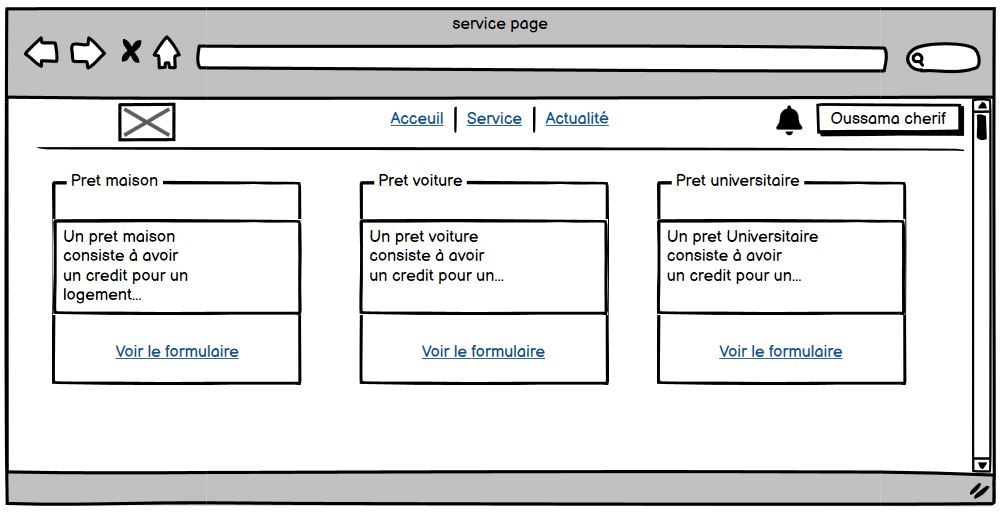 service page
Acceuil Service Actualité Oussama cherif
Pret maison
Un pret maison
consiste à avoir
un credit pour un
logement...
Voir le formulaire
Pret voiture
Un pret voiture
consiste à avoir
un credit pour un...
Voir le formulaire
Pret universitaire
Un pret Universitaire
consiste à avoir
un credit pour un...
Voir le formulaire